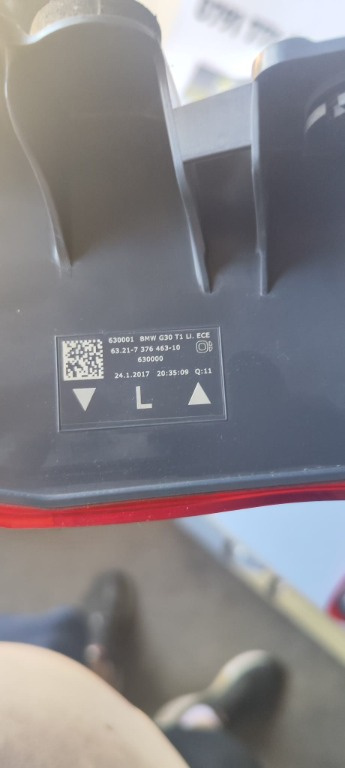 630001 BMW G30 T1 Li. ECE
63.21-7 376 463-10
630000
24.1.2017 20:35:09 Q:11
L